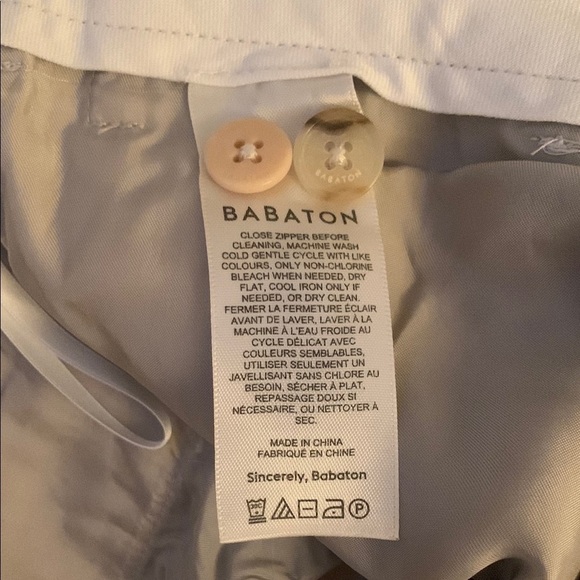 BABATON
BABATON
CLOSE ZIPPER BEFORE
CLEANING, MACHINE WASH
COLD GENTLE CYCLE WITH LIKE
COLOURS, ONLY NON-CHLORINE
BLEACH WHEN NEEDED, DRY
FLAT, COOL IRON ONLY IF
NEEDED, OR DRY CLEAN.
FERMER LA FERMETURE ÉCLAIR
AVANT DE LAVER, LAVER À LA
MACHINE À L'EAU FROIDE AU
CYCLE DÉLICAT AVEC
COULEURS SEMBLABLES,
UTILISER SEULEMENT UN
JAVELLISANT SANS CHLORE AU
BESOIN, SÉCHER À PLAT,
REPASSAGE DOUX SI
NÉCESSAIRE, OU NETTOYER À
SEC.
MADE IN CHINA
FABRIQUÉ EN CHINE
Sincerely, Babaton
30C P